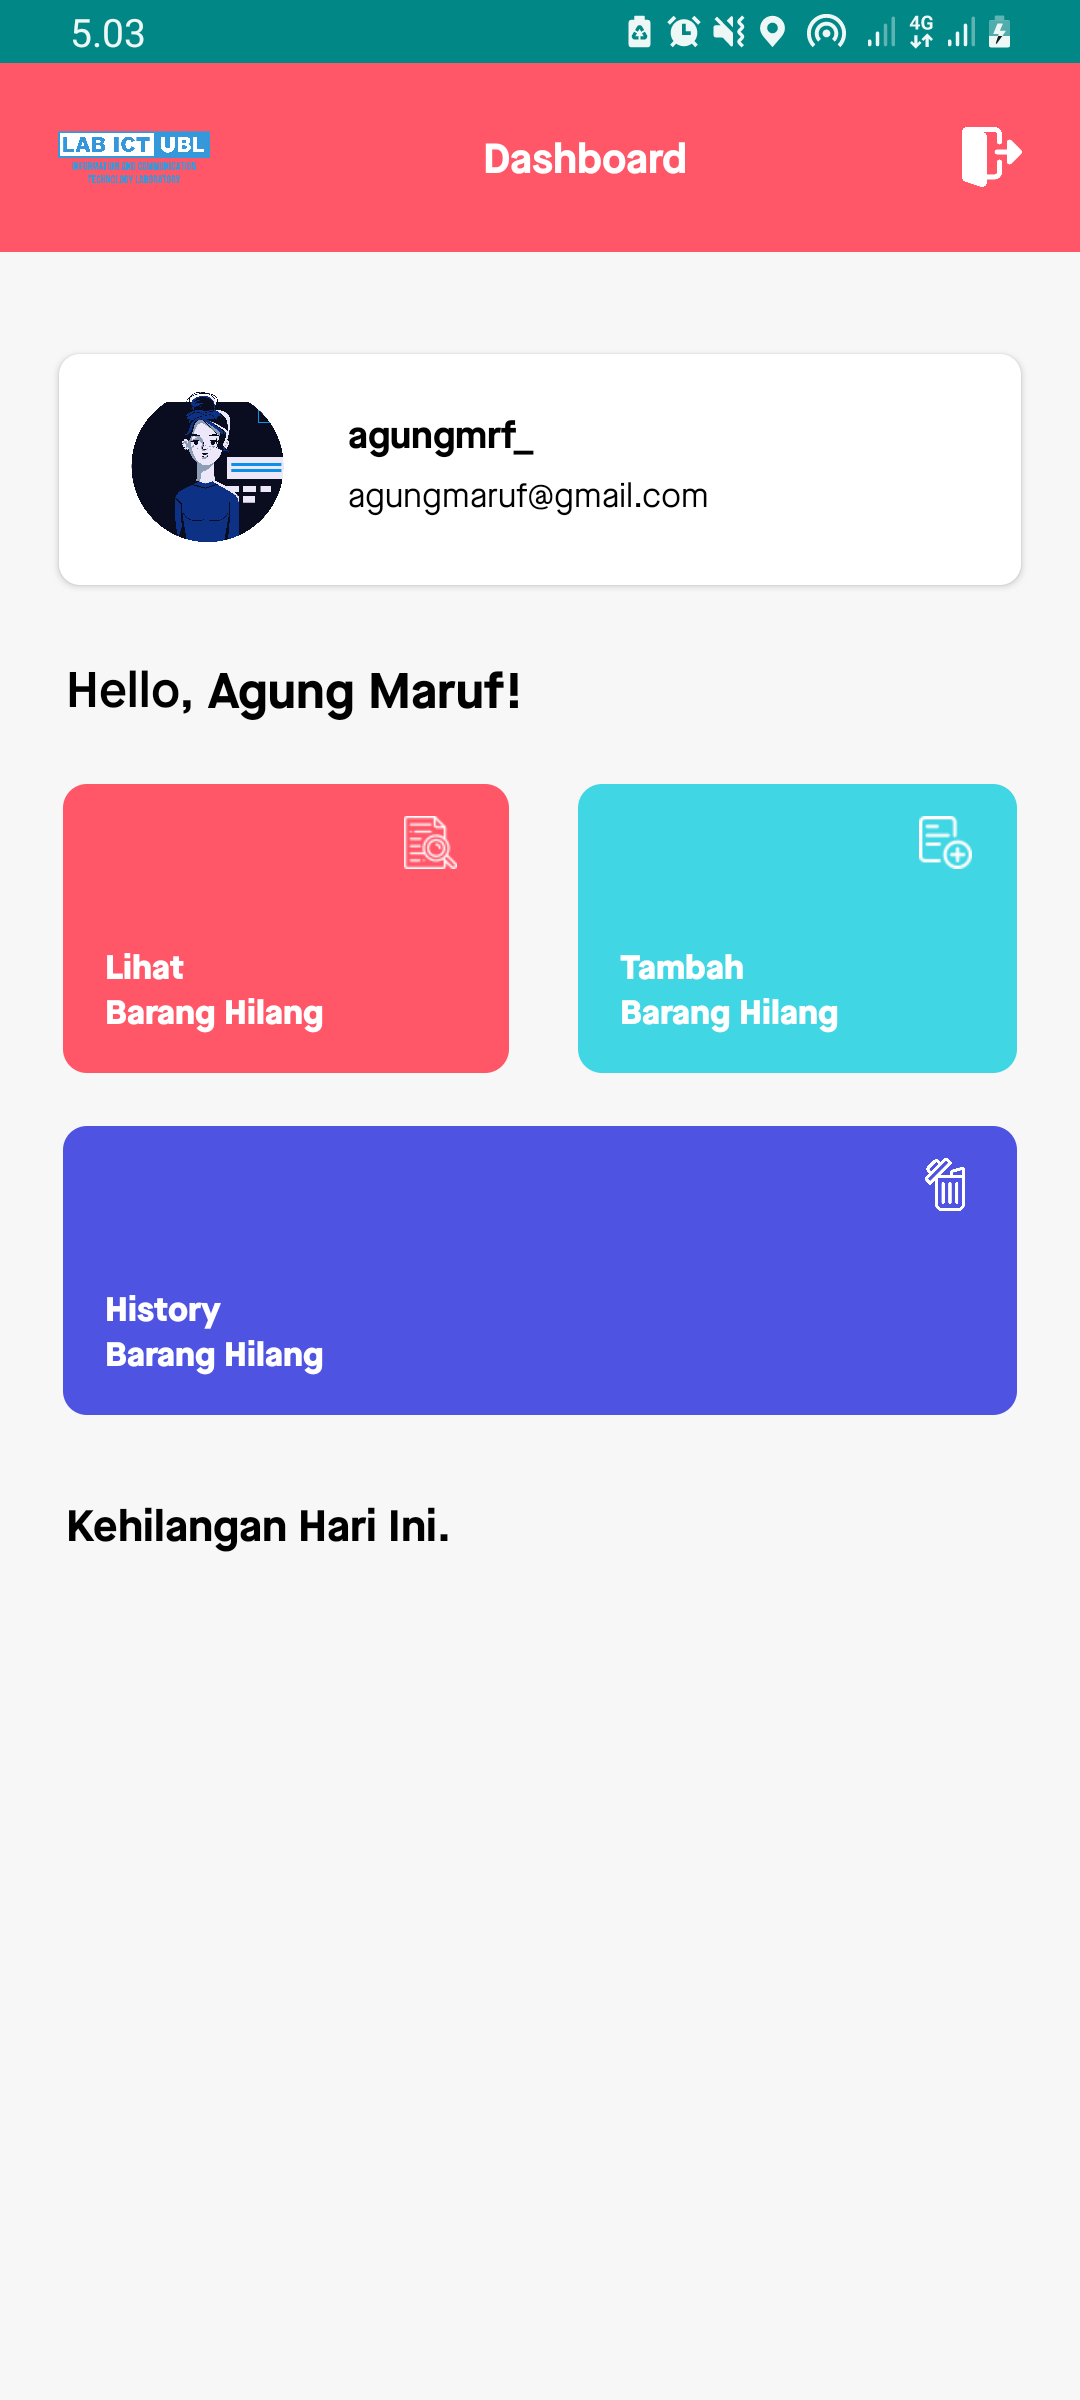 5.03
4G
LAB ICT UBL
Dashboard
agungmrf_
agungmaruf@gmail.com
Hello, Agung Maruf!
Lihat
Barang Hilang
Tambah
Barang Hilang
History
Barang Hilang
Kehilangan Hari Ini.